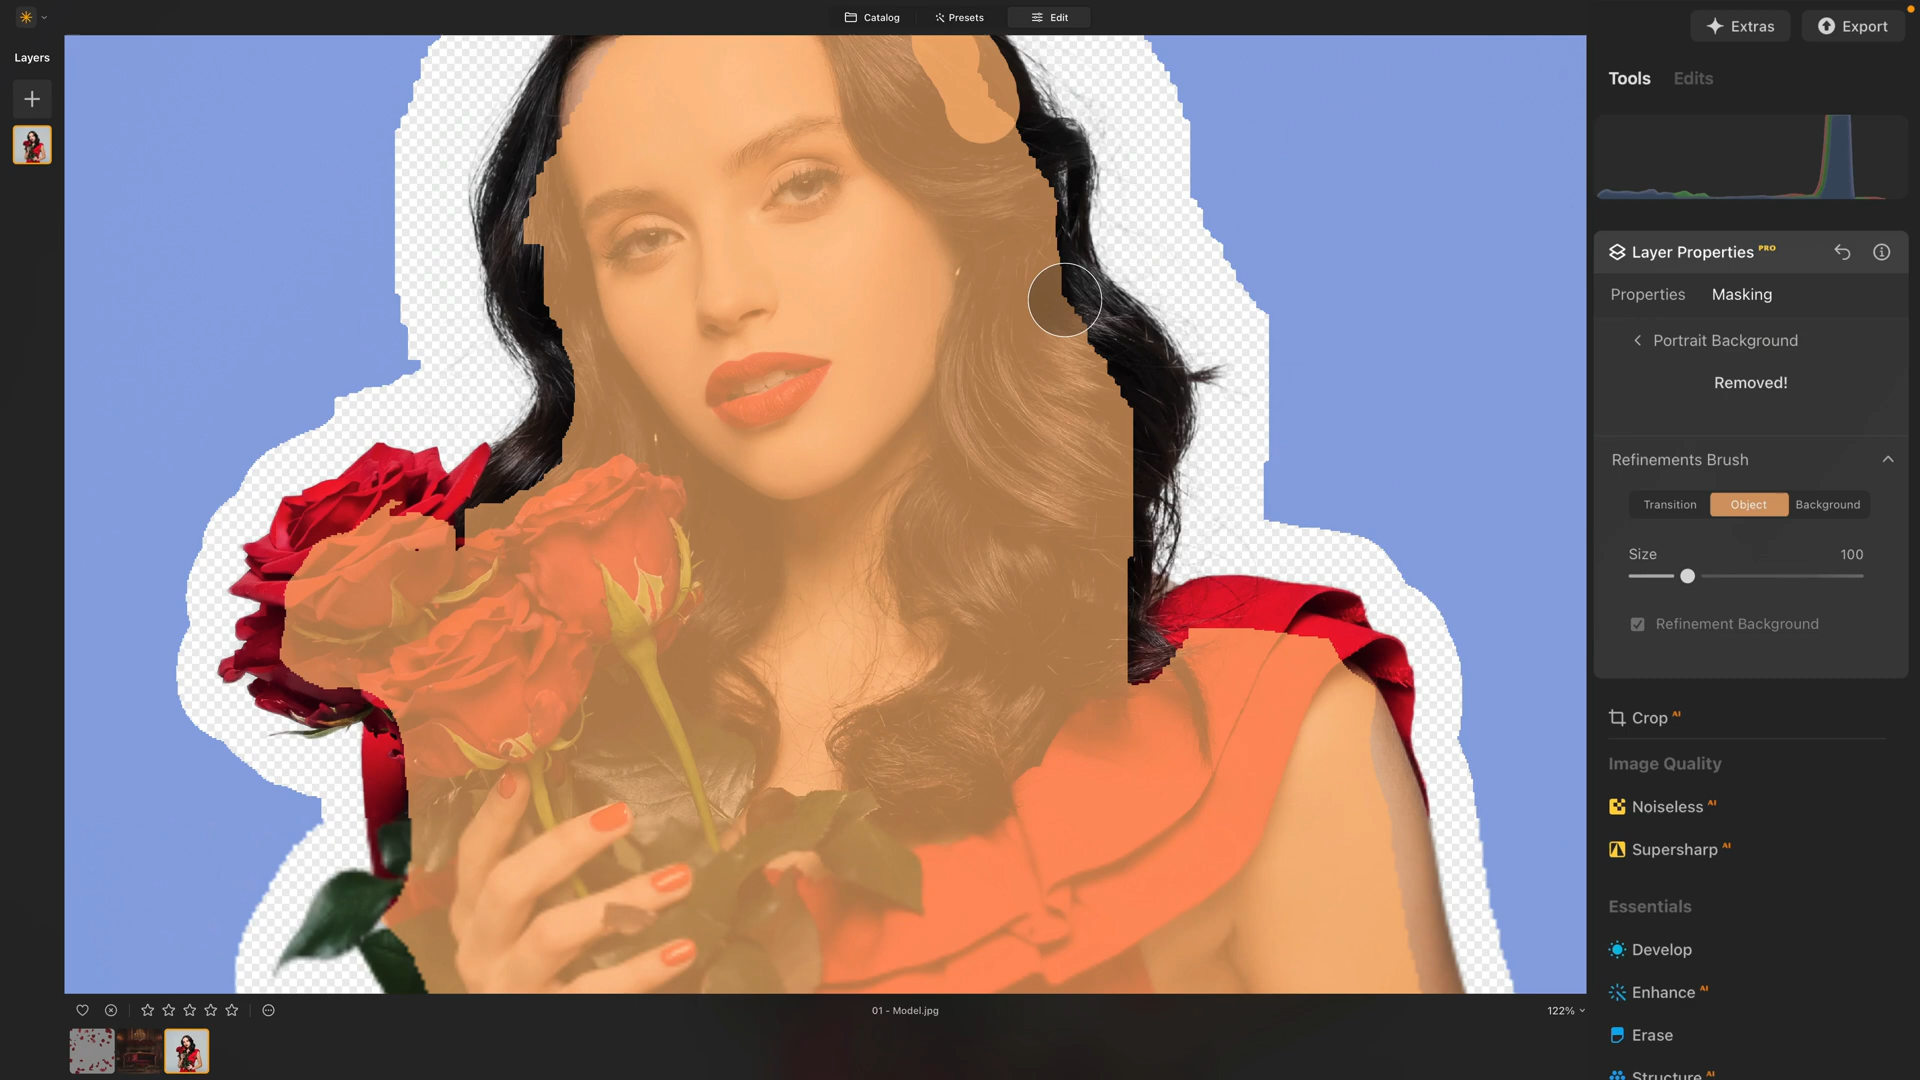 Catalog
Presets
Edit
Extras
Export
Layers
Tools
Edits
Layer Properties PRO
Properties
Masking
Portrait Background
Removed!
Refinements Brush
Transition
Object
Background
Size
100
Refinement Background
Crop AI
Image Quality
Noiseless AI
Supersharp AI
Essentials
Develop
Enhance AI
Erase
Structure AI
01 - Model.jpg
122%